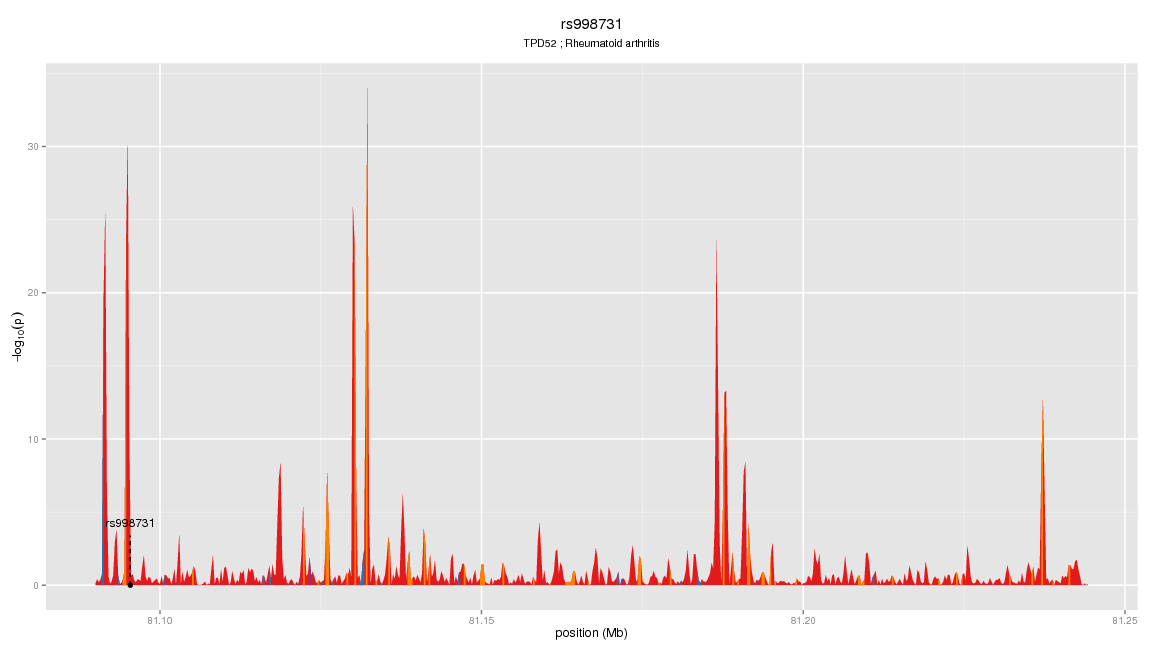 rs998731
TPD52 ; Rheumatoid arthritis
30
20
10
0
−log10(p)
rs998731
81.10
81.15
81.20
81.25
position (Mb)